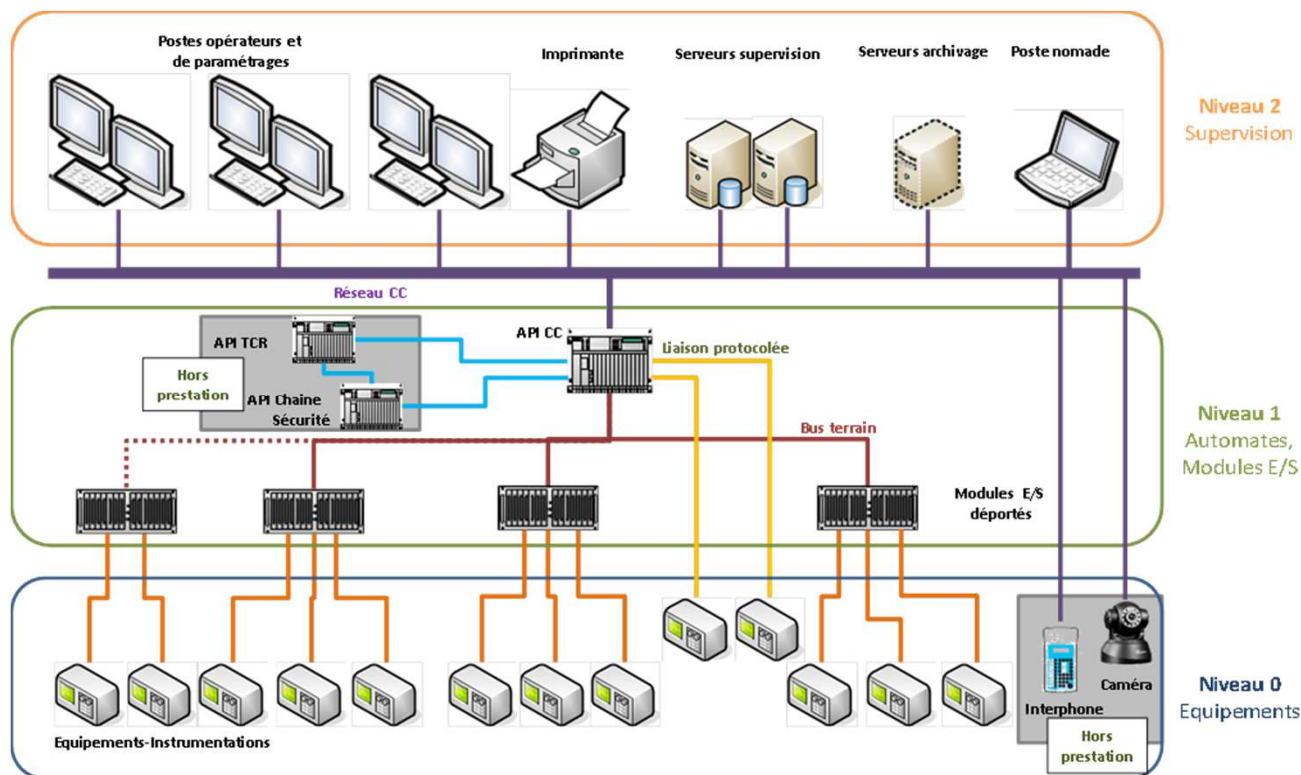 Postes opérateurs et
de paramétrages
Imprimante
Serveurs supervision
Serveurs archivage
Poste nomade
Niveau 2
Supervision
Réseau CC
API TCR
Hors
prestation
API Chaine
Sécurité
API CC
Liaison protocolée
Bus terrain
Modules E/S
déportés
Niveau 1
Automates,
Modules E/S
Equipements-Instrumentations
Caméra
Interphone
Hors
prestation
Niveau 0
Equipements